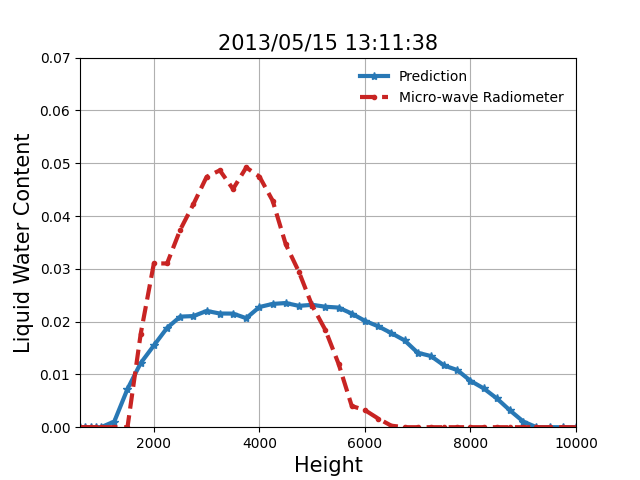 2013/05/15 13:11:38
Prediction
Micro-wave Radiometer
Liquid Water Content
0.07
0.06
0.05
0.04
0.03
0.02
0.01
0.00
2000 4000 6000 8000 10000
Height